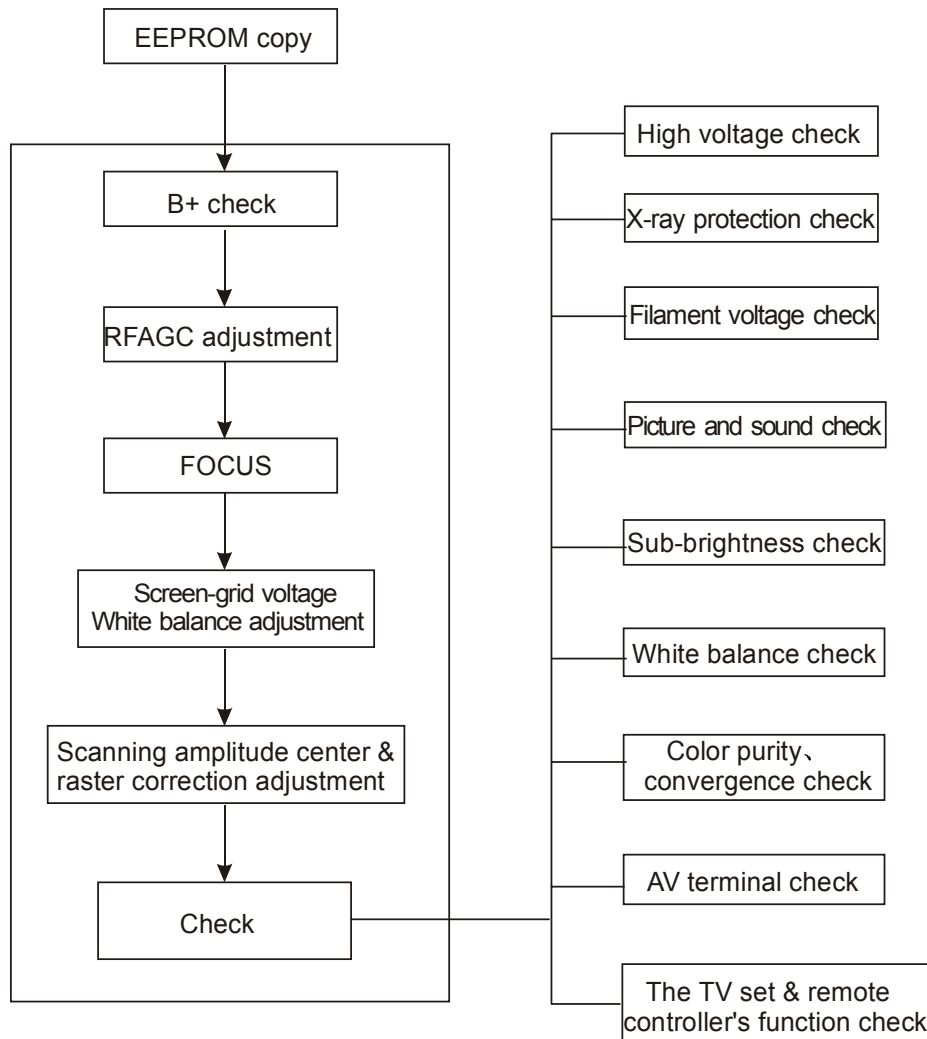 EEPROM copy
B+ check
RFAGC adjustment
FOCUS
Screen-grid voltage
White balance adjustment
Scanning amplitude center &
raster correction adjustment
Check
High voltage check
X-ray protection check
Filament voltage check
Picture and sound check
Sub-brightness check
White balance check
Color purity、
convergence check
AV terminal check
The TV set & remote
controller's function check